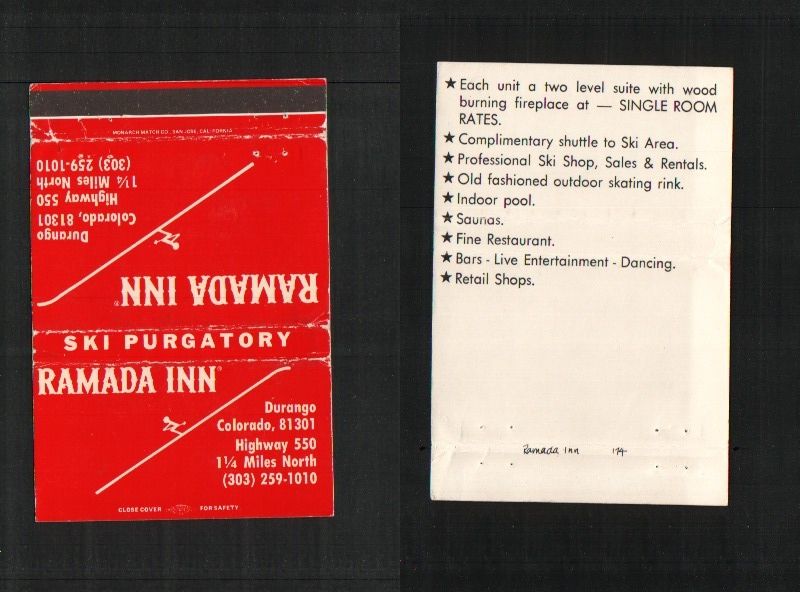 MONARCH MATCH CO., SAN JOSE, CALIFORNIA
RAMADA INN®
Durango
Colorado, 81301
Highway 550
1¼ Miles North
(303) 259-1010
SKI PURGATORY
RAMADA INN®
Durango
Colorado, 81301
Highway 550
1¼ Miles North
(303) 259-1010
CLOSE COVER FOR SAFETY
★ Each unit a two level suite with wood
burning fireplace at — SINGLE ROOM
RATES.
★ Complimentary shuttle to Ski Area.
★ Professional Ski Shop, Sales & Rentals.
★ Old fashioned outdoor skating rink.
★ Indoor pool.
★ Saunas.
★ Fine Restaurant.
★ Bars - Live Entertainment - Dancing.
★ Retail Shops.
Ramada Inn